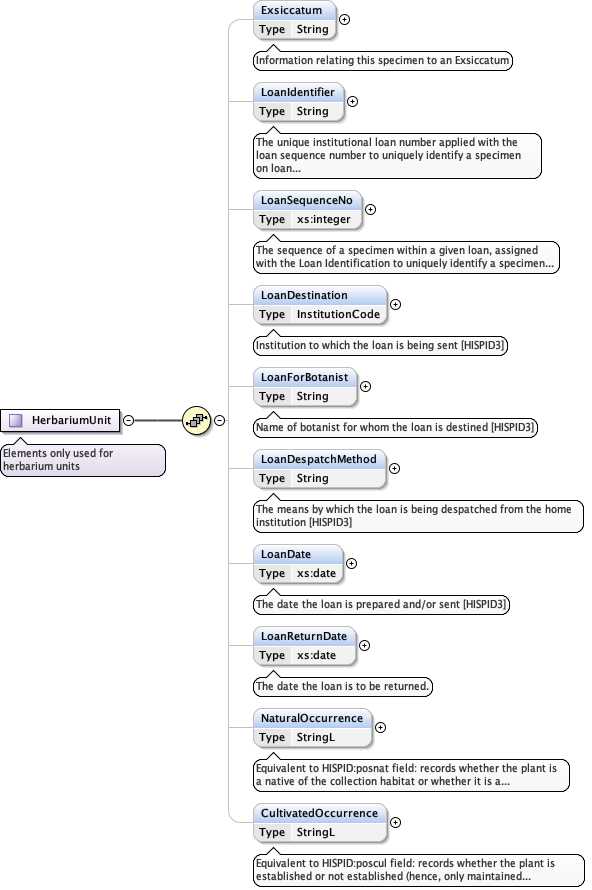 Exsiccatum
Type String
Information relating this specimen to an Exsiccatum
LoanIdentifier
Type String
The unique institutional loan number applied with the
loan sequence number to uniquely identify a specimen
on loan...
LoanSequenceNo
Type xs:integer
The sequence of a specimen within a given loan, assigned
with the Loan Identification to uniquely identify a specimen...
LoanDestination
Type InstitutionCode
Institution to which the loan is being sent [HISPID3]
LoanForBotanist
Type String
Name of botanist for whom the loan is destined [HISPID3]
HerbariumUnit
Elements only used for
herbarium units
LoanDespatchMethod
Type String
The means by which the loan is being despatched from the home
institution [HISPID3]
LoanDate
Type xs:date
The date the loan is prepared and/or sent [HISPID3]
LoanReturnDate
Type xs:date
The date the loan is to be returned.
NaturalOccurrence
Type StringL
Equivalent to HISPID:posnat field: records whether the plant is
a native of the collection habitat or whether it is a...
CultivatedOccurrence
Type StringL
Equivalent to HISPID:poscul field: records whether the plant is
established or not established (hence, only maintained...